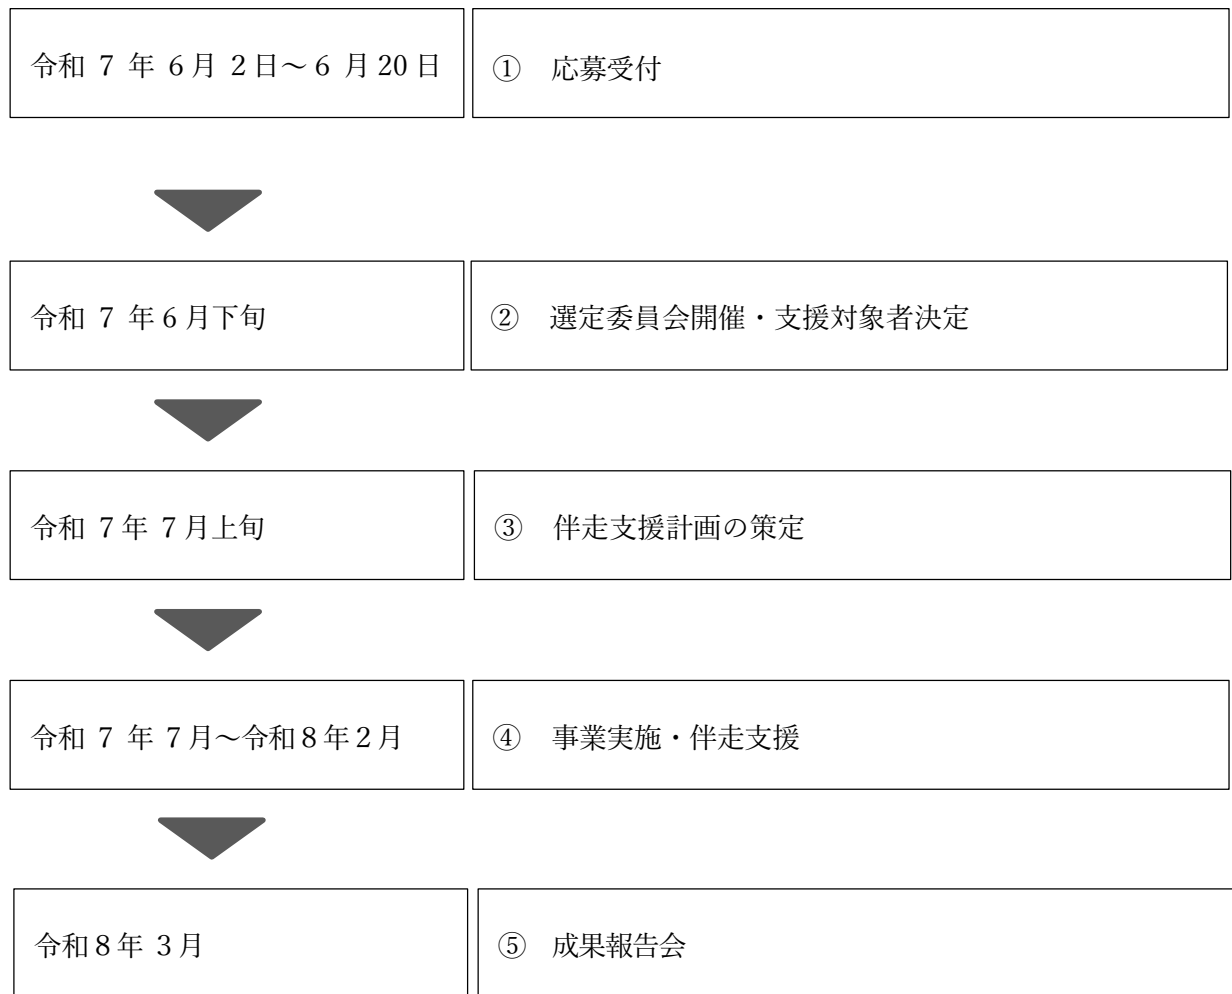 令和 7 年 6月 2日～6 月 20 日
① 応募受付
令和 7 年6月下旬
② 選定委員会開催・支援対象者決定
令和 7年 7月上旬
③ 伴走支援計画の策定
令和 7 年 7月～令和8年2月
④ 事業実施・伴走支援
令和8年 3月
⑤ 成果報告会